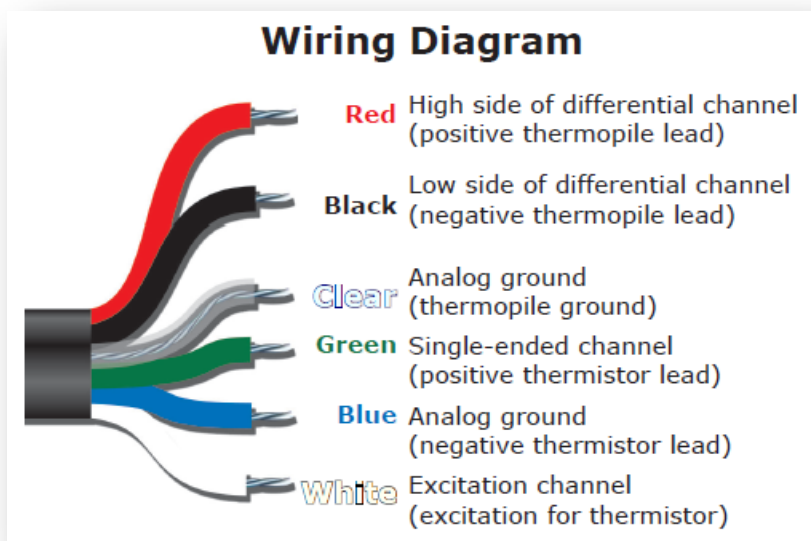 Wiring Diagram
Red High side of differential channel
(positive thermopile lead)
Black Low side of differential channel
(negative thermopile lead)
Clear Analog ground
(thermopile ground)
Green Single-ended channel
(positive thermistor lead)
Blue Analog ground
(negative thermistor lead)
White Excitation channel
(excitation for thermistor)